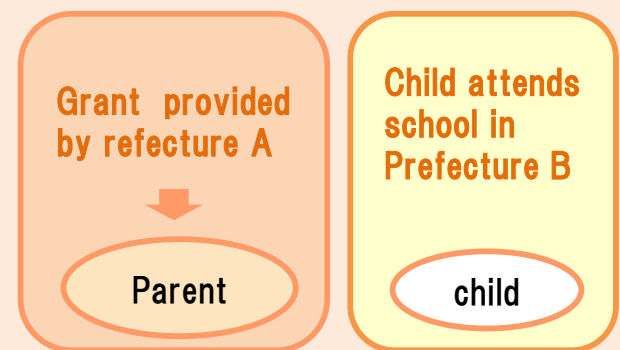 Grant provided
by refecture A
Parent
Child attends
school in
Prefecture B
child